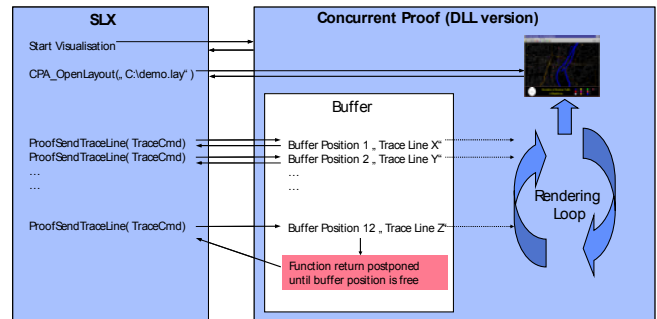 SLX
Concurrent Proof (DLL version)
Start Visualisation
CPA_OpenLayout(„ C:\demo.lay“ )
Buffer
ProofSendTraceLine( TraceCmd)
Buffer Position 1 „ Trace Line X“
ProofSendTraceLine( TraceCmd)
Buffer Position 2 „ Trace Line Y“
...
...
...
...
Rendering
Loop
ProofSendTraceLine( TraceCmd)
Buffer Position 12 „ Trace Line Z“
Function return postponed
until buffer position is free